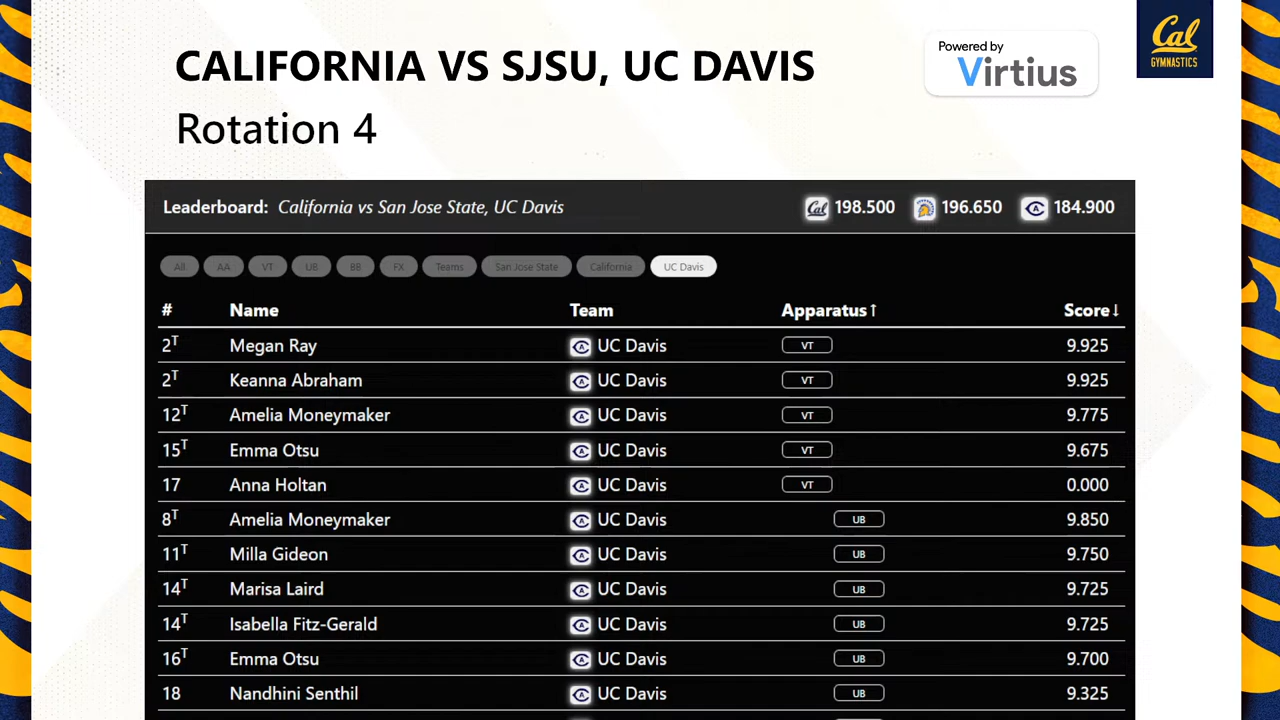 CALIFORNIA VS SJSU, UC DAVIS
Powered by
Virtius
Cal
GYMNASTICS
Rotation 4
Leaderboard: California vs San Jose State, UC Davis Cal 198.500 196.650 CA 184.900
All AA VT UB BB FX Teams San Jose State California UC Davis
# Name Team Apparatus↑ Score↓
2T Megan Ray UC Davis VT 9.925
2T Keanna Abraham UC Davis VT 9.925
12T Amelia Moneymaker UC Davis VT 9.775
15T Emma Otsu UC Davis VT 9.675
17 Anna Holtan UC Davis VT 0.000
8T Amelia Moneymaker UC Davis UB 9.850
11T Milla Gideon UC Davis UB 9.750
14T Marisa Laird UC Davis UB 9.725
14T Isabella Fitz-Gerald UC Davis UB 9.725
16T Emma Otsu UC Davis UB 9.700
18 Nandhini Senthil UC Davis UB 9.325